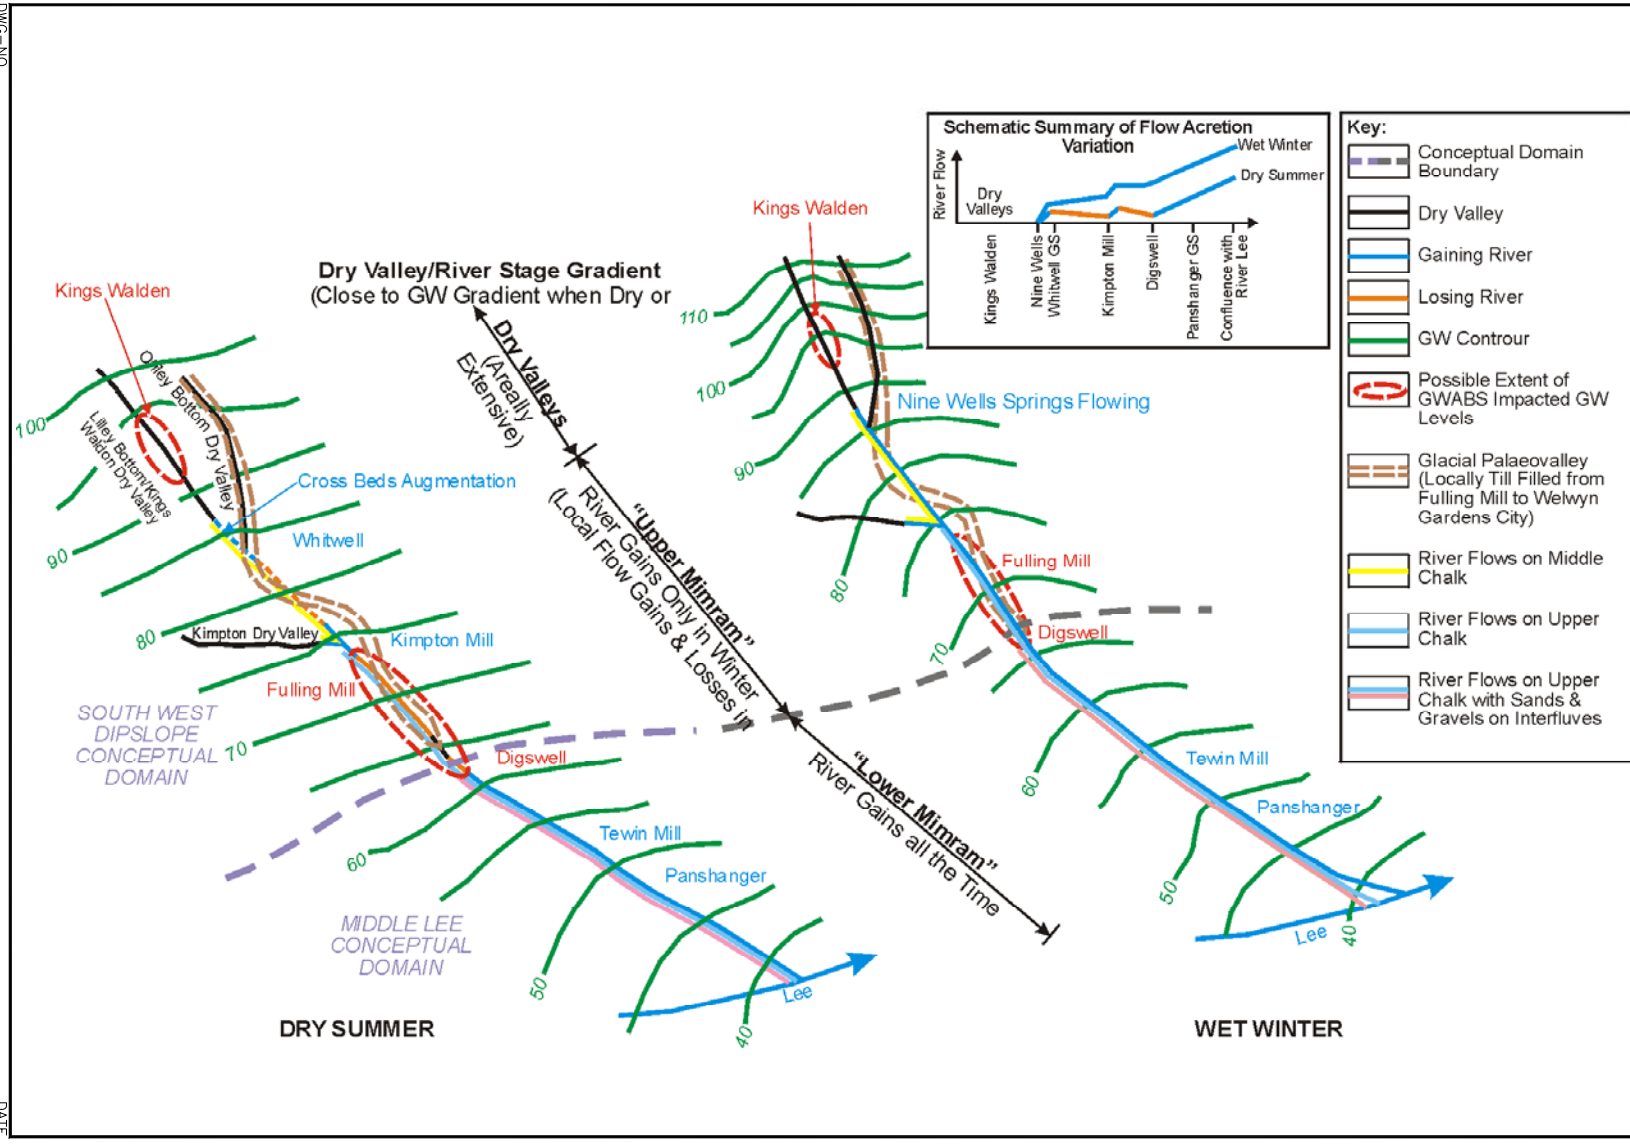 DWG–NO
DATE
Dry Valley/River Stage Gradient
(Close to GW Gradient when Dry or
Dry Valleys
(Areally
Extensive)
"Upper Mimram"
River Gains Only in Winter
(Local Flow Gains & Losses in
"Lower Mimram"
River Gains all the Time
Kings Walden
100
Offley Bottom Dry Valley
Lilley Bottom/Kings
Waldon Dry Valley
Cross Beds Augmentation
Whitwell
90
80
Kimpton Dry Valley
Kimpton Mill
Fulling Mill
SOUTH WEST
DIPSLOPE
CONCEPTUAL
DOMAIN
70
Digswell
60
Tewin Mill
Panshanger
MIDDLE LEE
CONCEPTUAL
DOMAIN
50
Lee
40
DRY SUMMER
Kings Walden
110
100
Nine Wells Springs Flowing
90
80
Fulling Mill
Digswell
70
Tewin Mill
60
Panshanger
50
Lee
40
WET WINTER
Schematic Summary of Flow Acretion
Variation
River Flow
Dry
Valleys
Wet Winter
Dry Summer
Kings Walden
Nine Wells
Whitwell GS
Kimpton Mill
Digswell
Panshanger GS
Confluence with
River Lee
Key:
Conceptual Domain
Boundary
Dry Valley
Gaining River
Losing River
GW Controur
Possible Extent of
GWABS Impacted GW
Levels
Glacial Palaeovalley
(Locally Till Filled from
Fulling Mill to Welwyn
Gardens City)
River Flows on Middle
Chalk
River Flows on Upper
Chalk
River Flows on Upper
Chalk with Sands &
Gravels on Interfluves